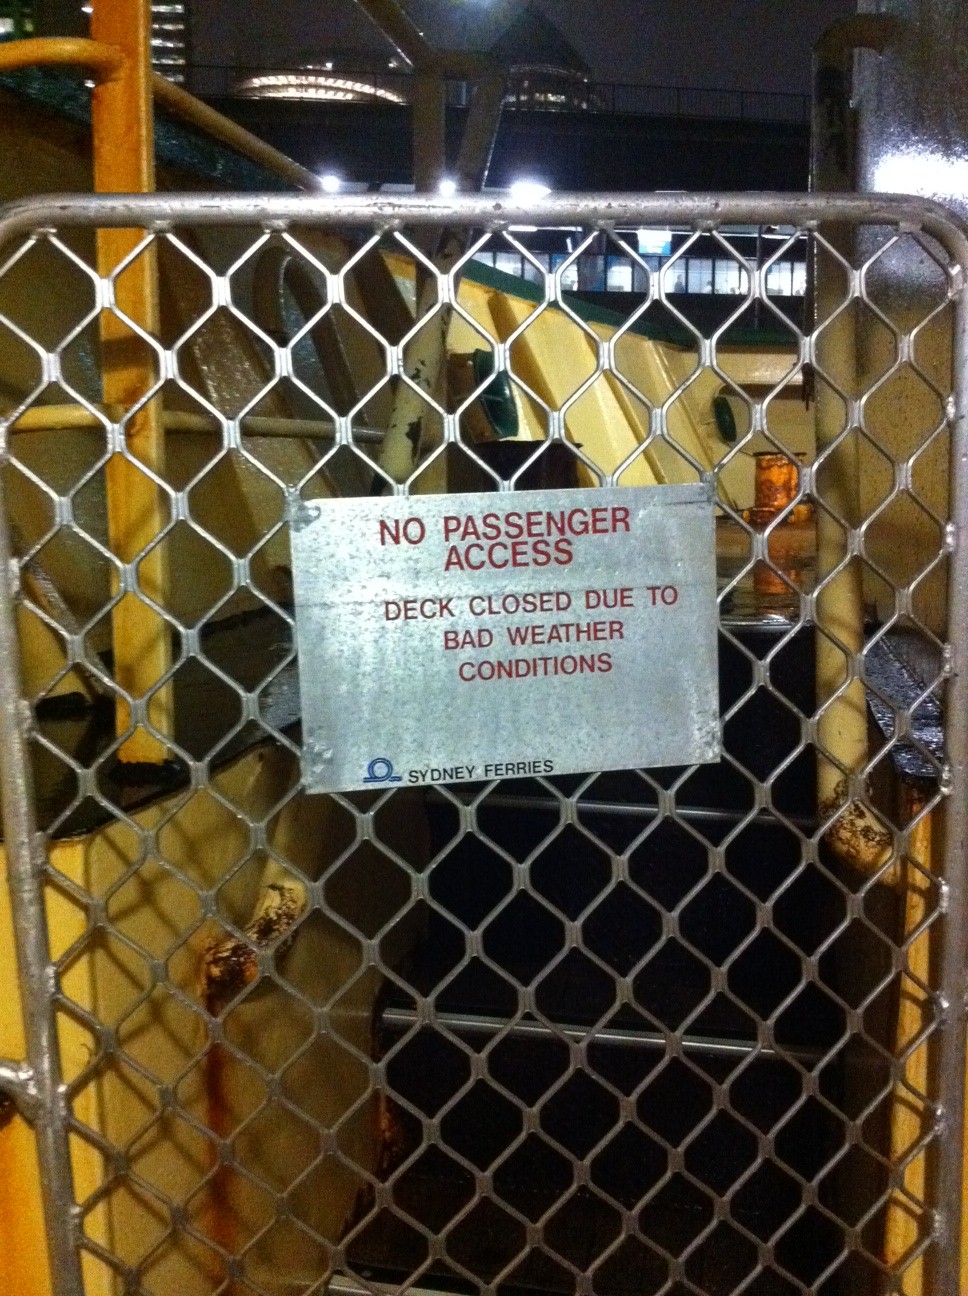 NO PASSENGER
ACCESS
DECK CLOSED DUE TO
BAD WEATHER
CONDITIONS
SYDNEY FERRIES